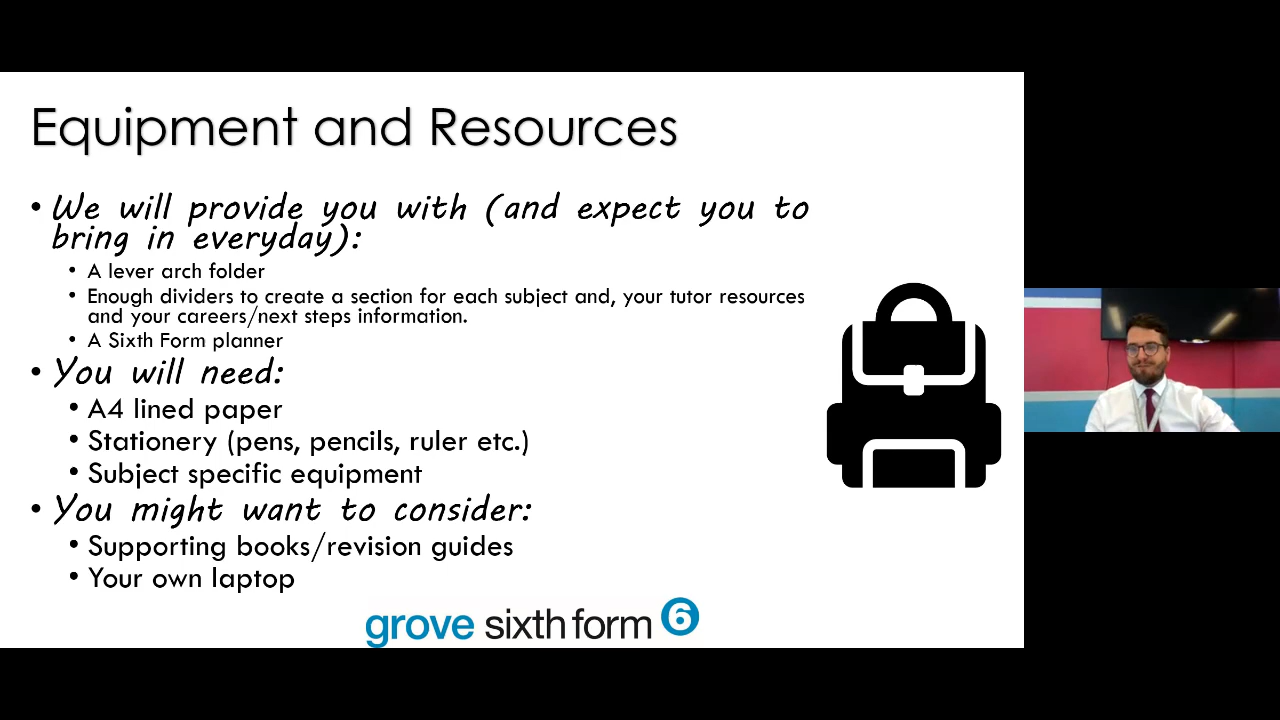 Equipment and Resources
• We will provide you with (and expect you to
bring in everyday):
• A lever arch folder
• Enough dividers to create a section for each subject and, your tutor resources
and your careers/next steps information.
• A Sixth Form planner
• You will need:
• A4 lined paper
• Stationery (pens, pencils, ruler etc.)
• Subject specific equipment
• You might want to consider:
• Supporting books/revision guides
• Your own laptop
grove sixth form 6